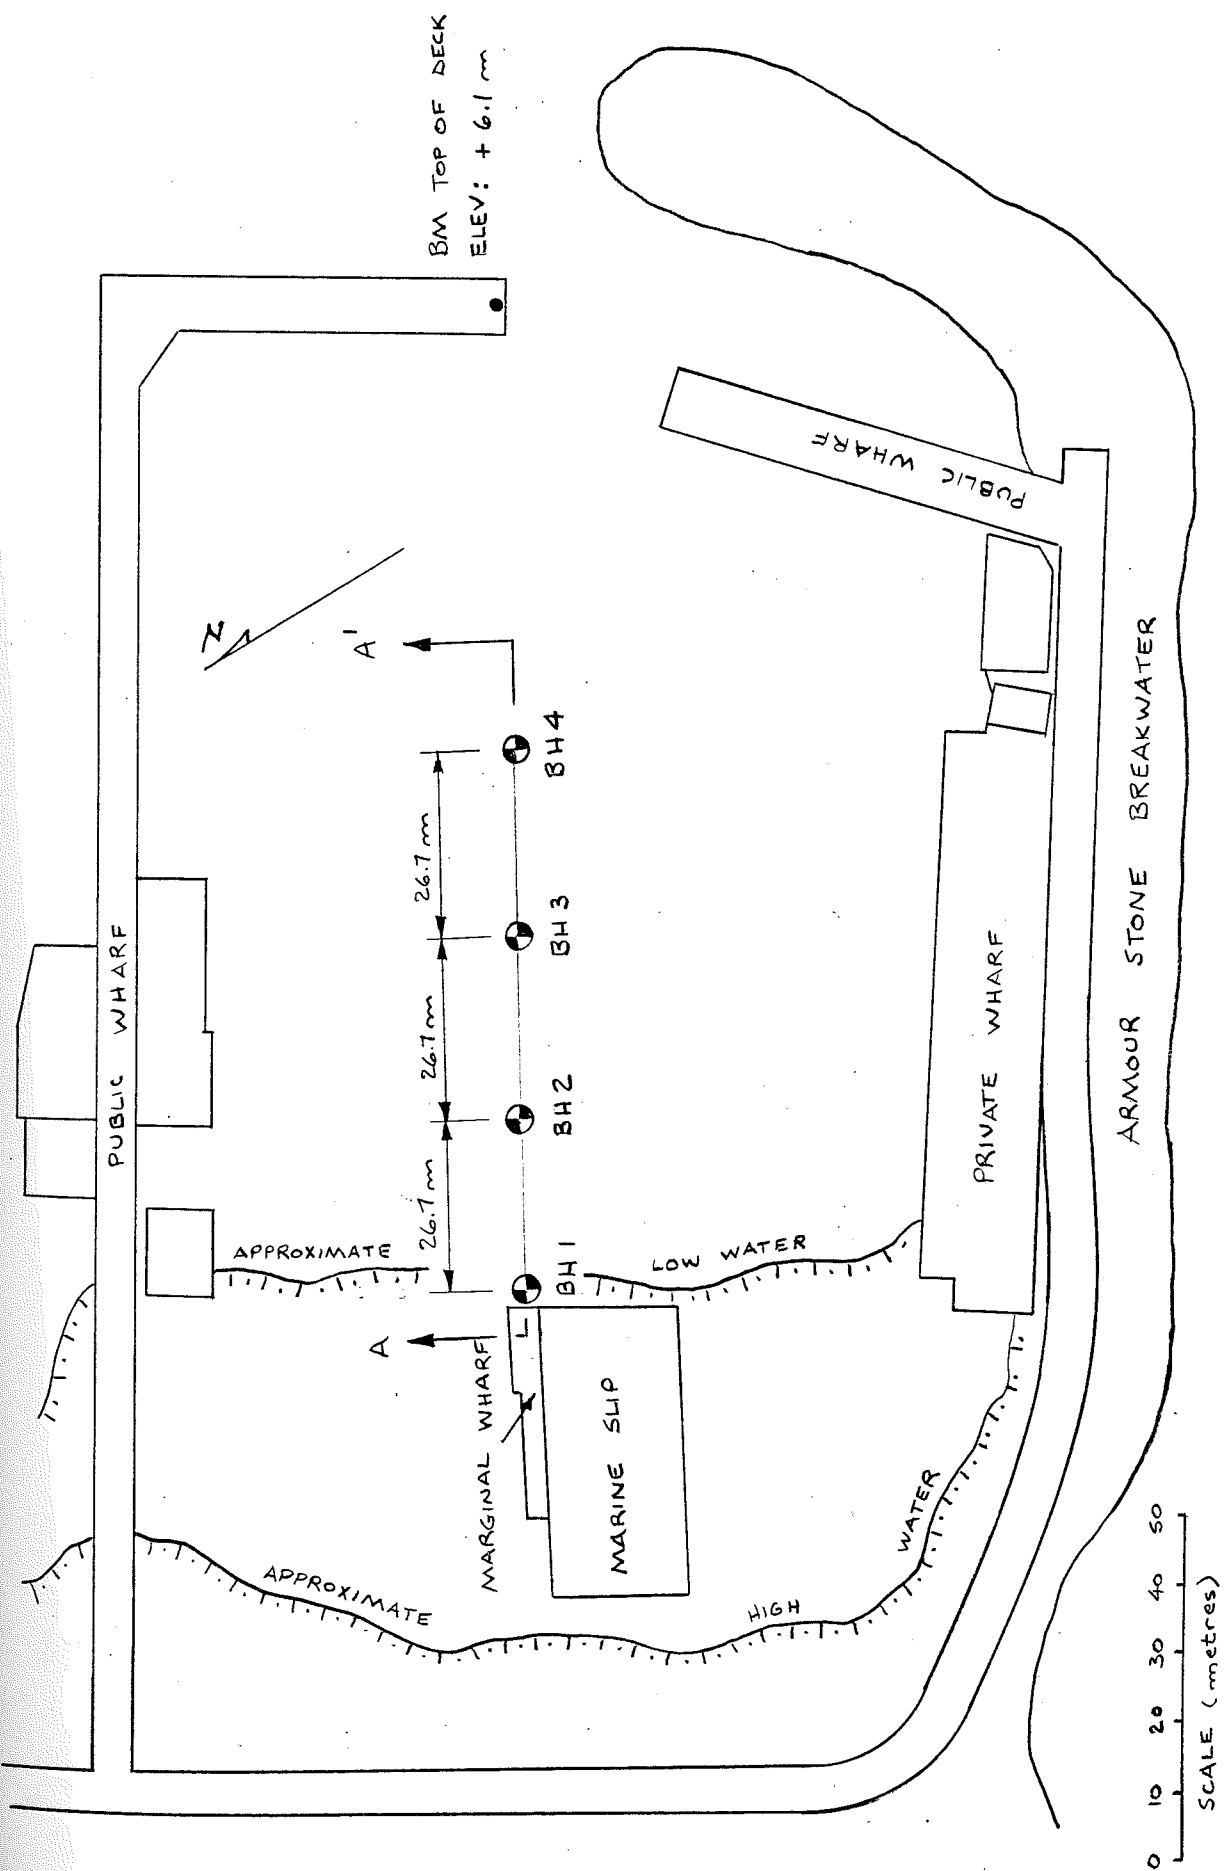 BM TOP OF DECK
ELEV: + 6.1 m
PUBLIC WHARF
N
A'
PUBLIC WHARF
BH4
26.7 m
BH3
26.7 m
BH2
26.7 m
BH1
A
APPROXIMATE
LOW WATER
PRIVATE WHARF
ARMOUR STONE BREAKWATER
MARGINAL WHARF
L
MARINE SLIP
APPROXIMATE
HIGH
WATER
0 10 20 30 40 50
SCALE (metres)